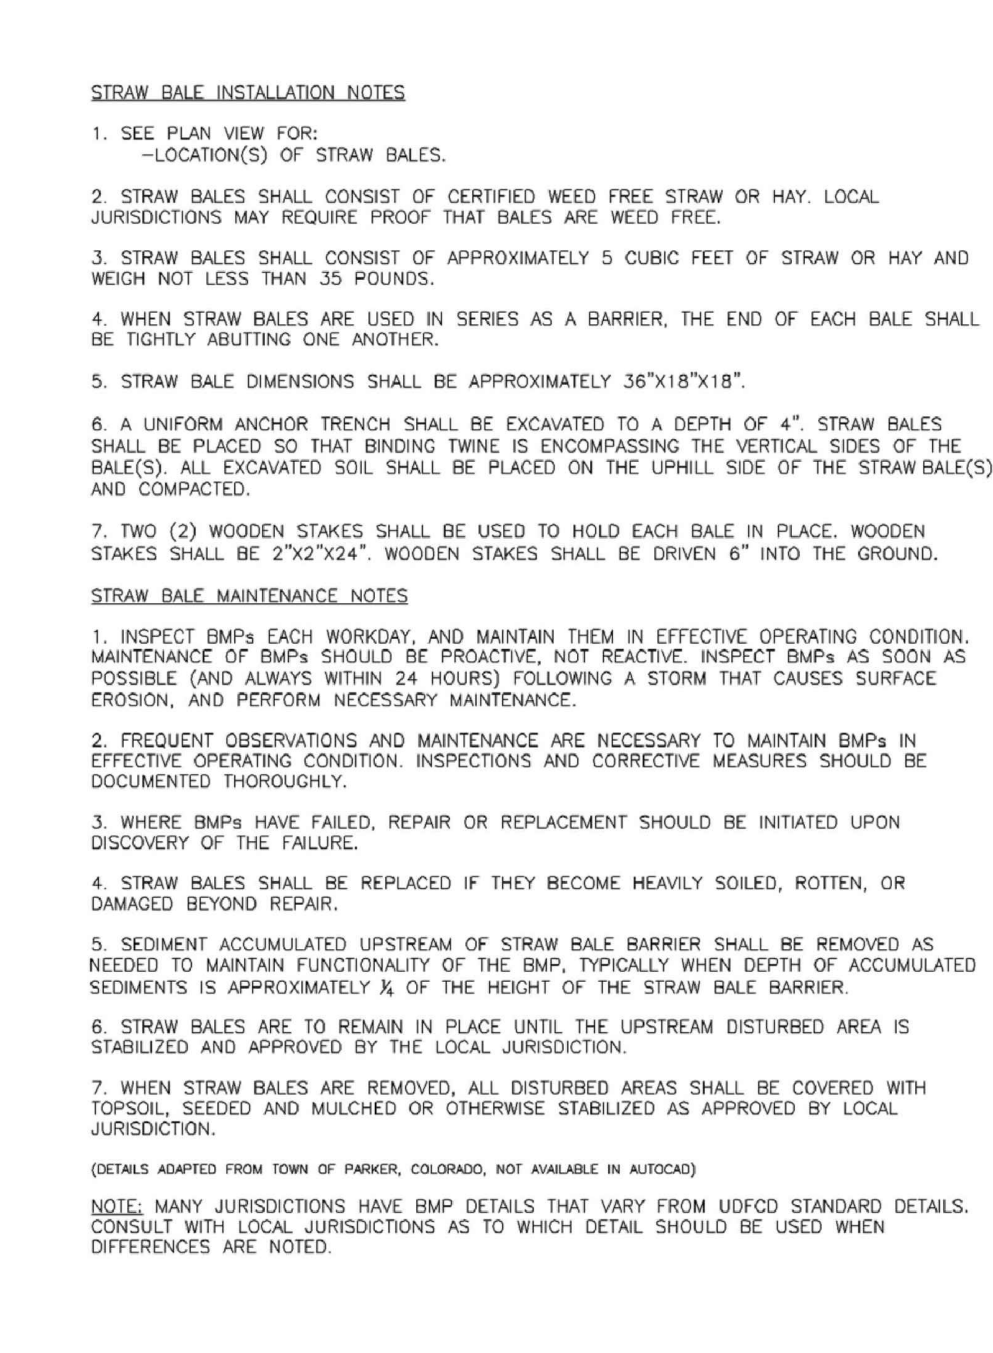 STRAW BALE INSTALLATION NOTES
1. SEE PLAN VIEW FOR:
-LOCATION(S) OF STRAW BALES.
2. STRAW BALES SHALL CONSIST OF CERTIFIED WEED FREE STRAW OR HAY. LOCAL
JURISDICTIONS MAY REQUIRE PROOF THAT BALES ARE WEED FREE.
3. STRAW BALES SHALL CONSIST OF APPROXIMATELY 5 CUBIC FEET OF STRAW OR HAY AND
WEIGH NOT LESS THAN 35 POUNDS.
4. WHEN STRAW BALES ARE USED IN SERIES AS A BARRIER, THE END OF EACH BALE SHALL
BE TIGHTLY ABUTTING ONE ANOTHER.
5. STRAW BALE DIMENSIONS SHALL BE APPROXIMATELY 36"X18"X18".
6. A UNIFORM ANCHOR TRENCH SHALL BE EXCAVATED TO A DEPTH OF 4". STRAW BALES
SHALL BE PLACED SO THAT BINDING TWINE IS ENCOMPASSING THE VERTICAL SIDES OF THE
BALE(S). ALL EXCAVATED SOIL SHALL BE PLACED ON THE UPHILL SIDE OF THE STRAW BALE(S)
AND COMPACTED.
7. TWO (2) WOODEN STAKES SHALL BE USED TO HOLD EACH BALE IN PLACE. WOODEN
STAKES SHALL BE 2"X2"X24". WOODEN STAKES SHALL BE DRIVEN 6" INTO THE GROUND.
STRAW BALE MAINTENANCE NOTES
1. INSPECT BMPs EACH WORKDAY, AND MAINTAIN THEM IN EFFECTIVE OPERATING CONDITION.
MAINTENANCE OF BMPs SHOULD BE PROACTIVE, NOT REACTIVE. INSPECT BMPs AS SOON AS
POSSIBLE (AND ALWAYS WITHIN 24 HOURS) FOLLOWING A STORM THAT CAUSES SURFACE
EROSION, AND PERFORM NECESSARY MAINTENANCE.
2. FREQUENT OBSERVATIONS AND MAINTENANCE ARE NECESSARY TO MAINTAIN BMPs IN
EFFECTIVE OPERATING CONDITION. INSPECTIONS AND CORRECTIVE MEASURES SHOULD BE
DOCUMENTED THOROUGHLY.
3. WHERE BMPs HAVE FAILED, REPAIR OR REPLACEMENT SHOULD BE INITIATED UPON
DISCOVERY OF THE FAILURE.
4. STRAW BALES SHALL BE REPLACED IF THEY BECOME HEAVILY SOILED, ROTTEN, OR
DAMAGED BEYOND REPAIR.
5. SEDIMENT ACCUMULATED UPSTREAM OF STRAW BALE BARRIER SHALL BE REMOVED AS
NEEDED TO MAINTAIN FUNCTIONALITY OF THE BMP, TYPICALLY WHEN DEPTH OF ACCUMULATED
SEDIMENTS IS APPROXIMATELY ¼ OF THE HEIGHT OF THE STRAW BALE BARRIER.
6. STRAW BALES ARE TO REMAIN IN PLACE UNTIL THE UPSTREAM DISTURBED AREA IS
STABILIZED AND APPROVED BY THE LOCAL JURISDICTION.
7. WHEN STRAW BALES ARE REMOVED, ALL DISTURBED AREAS SHALL BE COVERED WITH
TOPSOIL, SEEDED AND MULCHED OR OTHERWISE STABILIZED AS APPROVED BY LOCAL
JURISDICTION.
(DETAILS ADAPTED FROM TOWN OF PARKER, COLORADO, NOT AVAILABLE IN AUTOCAD)
NOTE: MANY JURISDICTIONS HAVE BMP DETAILS THAT VARY FROM UDFCD STANDARD DETAILS.
CONSULT WITH LOCAL JURISDICTIONS AS TO WHICH DETAIL SHOULD BE USED WHEN
DIFFERENCES ARE NOTED.